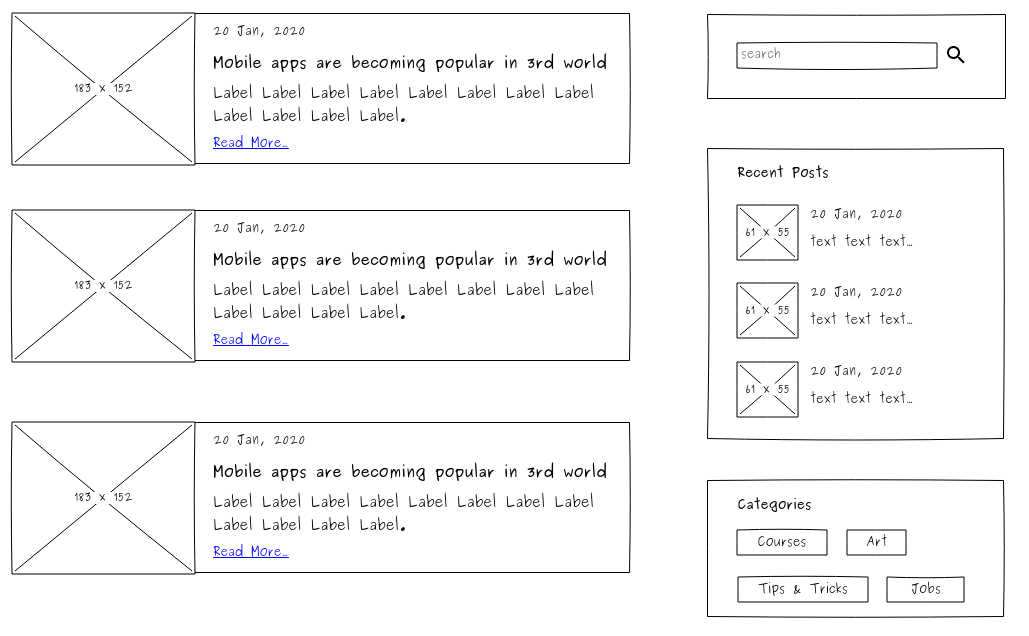 183 x 152
20 Jan, 2020
Mobile apps are becoming popular in 3rd world
Label Label Label Label Label Label Label Label
Label Label Label Label.
Read More...
183 x 152
20 Jan, 2020
Mobile apps are becoming popular in 3rd world
Label Label Label Label Label Label Label Label
Label Label Label Label.
Read More...
183 x 152
20 Jan, 2020
Mobile apps are becoming popular in 3rd world
Label Label Label Label Label Label Label Label
Label Label Label Label.
Read More...
search
Recent Posts
61 x 55
20 Jan, 2020
text text text...
61 x 55
20 Jan, 2020
text text text...
61 x 55
20 Jan, 2020
text text text...
Categories
Courses Art
Tips & Tricks Jobs